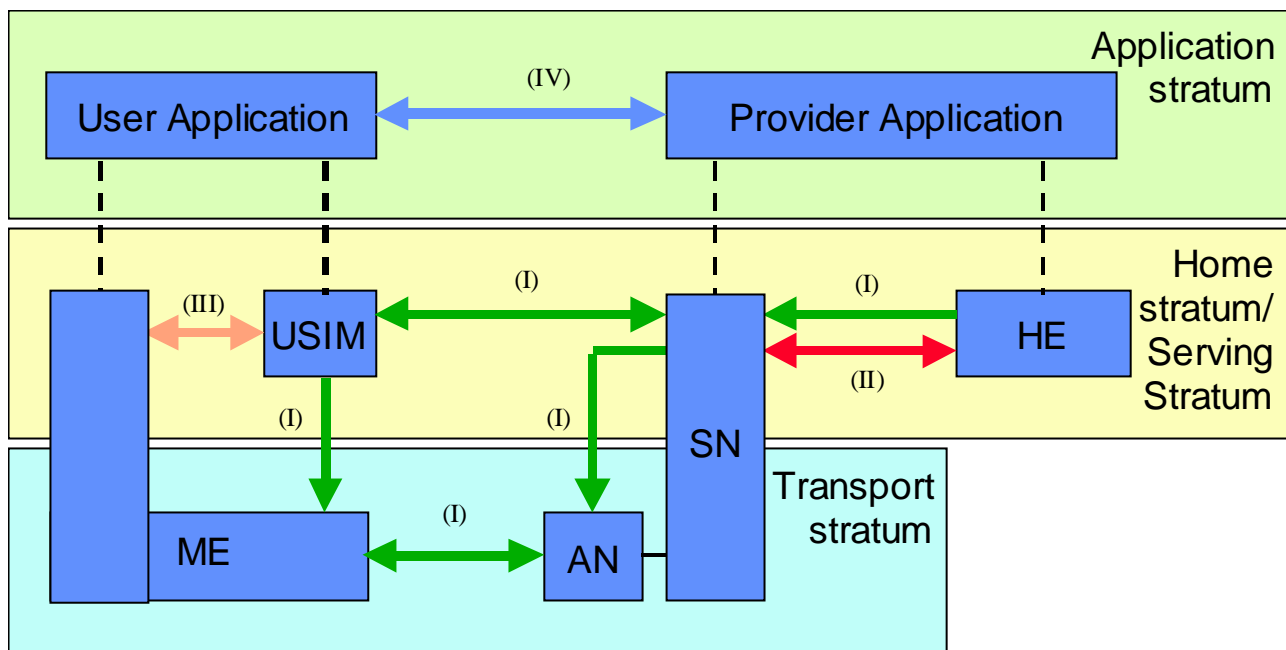 Application
stratum
(IV)
User Application
Provider Application
Home
stratum/
Serving
Stratum
(I)
(I)
(III)
USIM
HE
(II)
(I)
(I)
SN
Transport
stratum
(I)
ME
AN